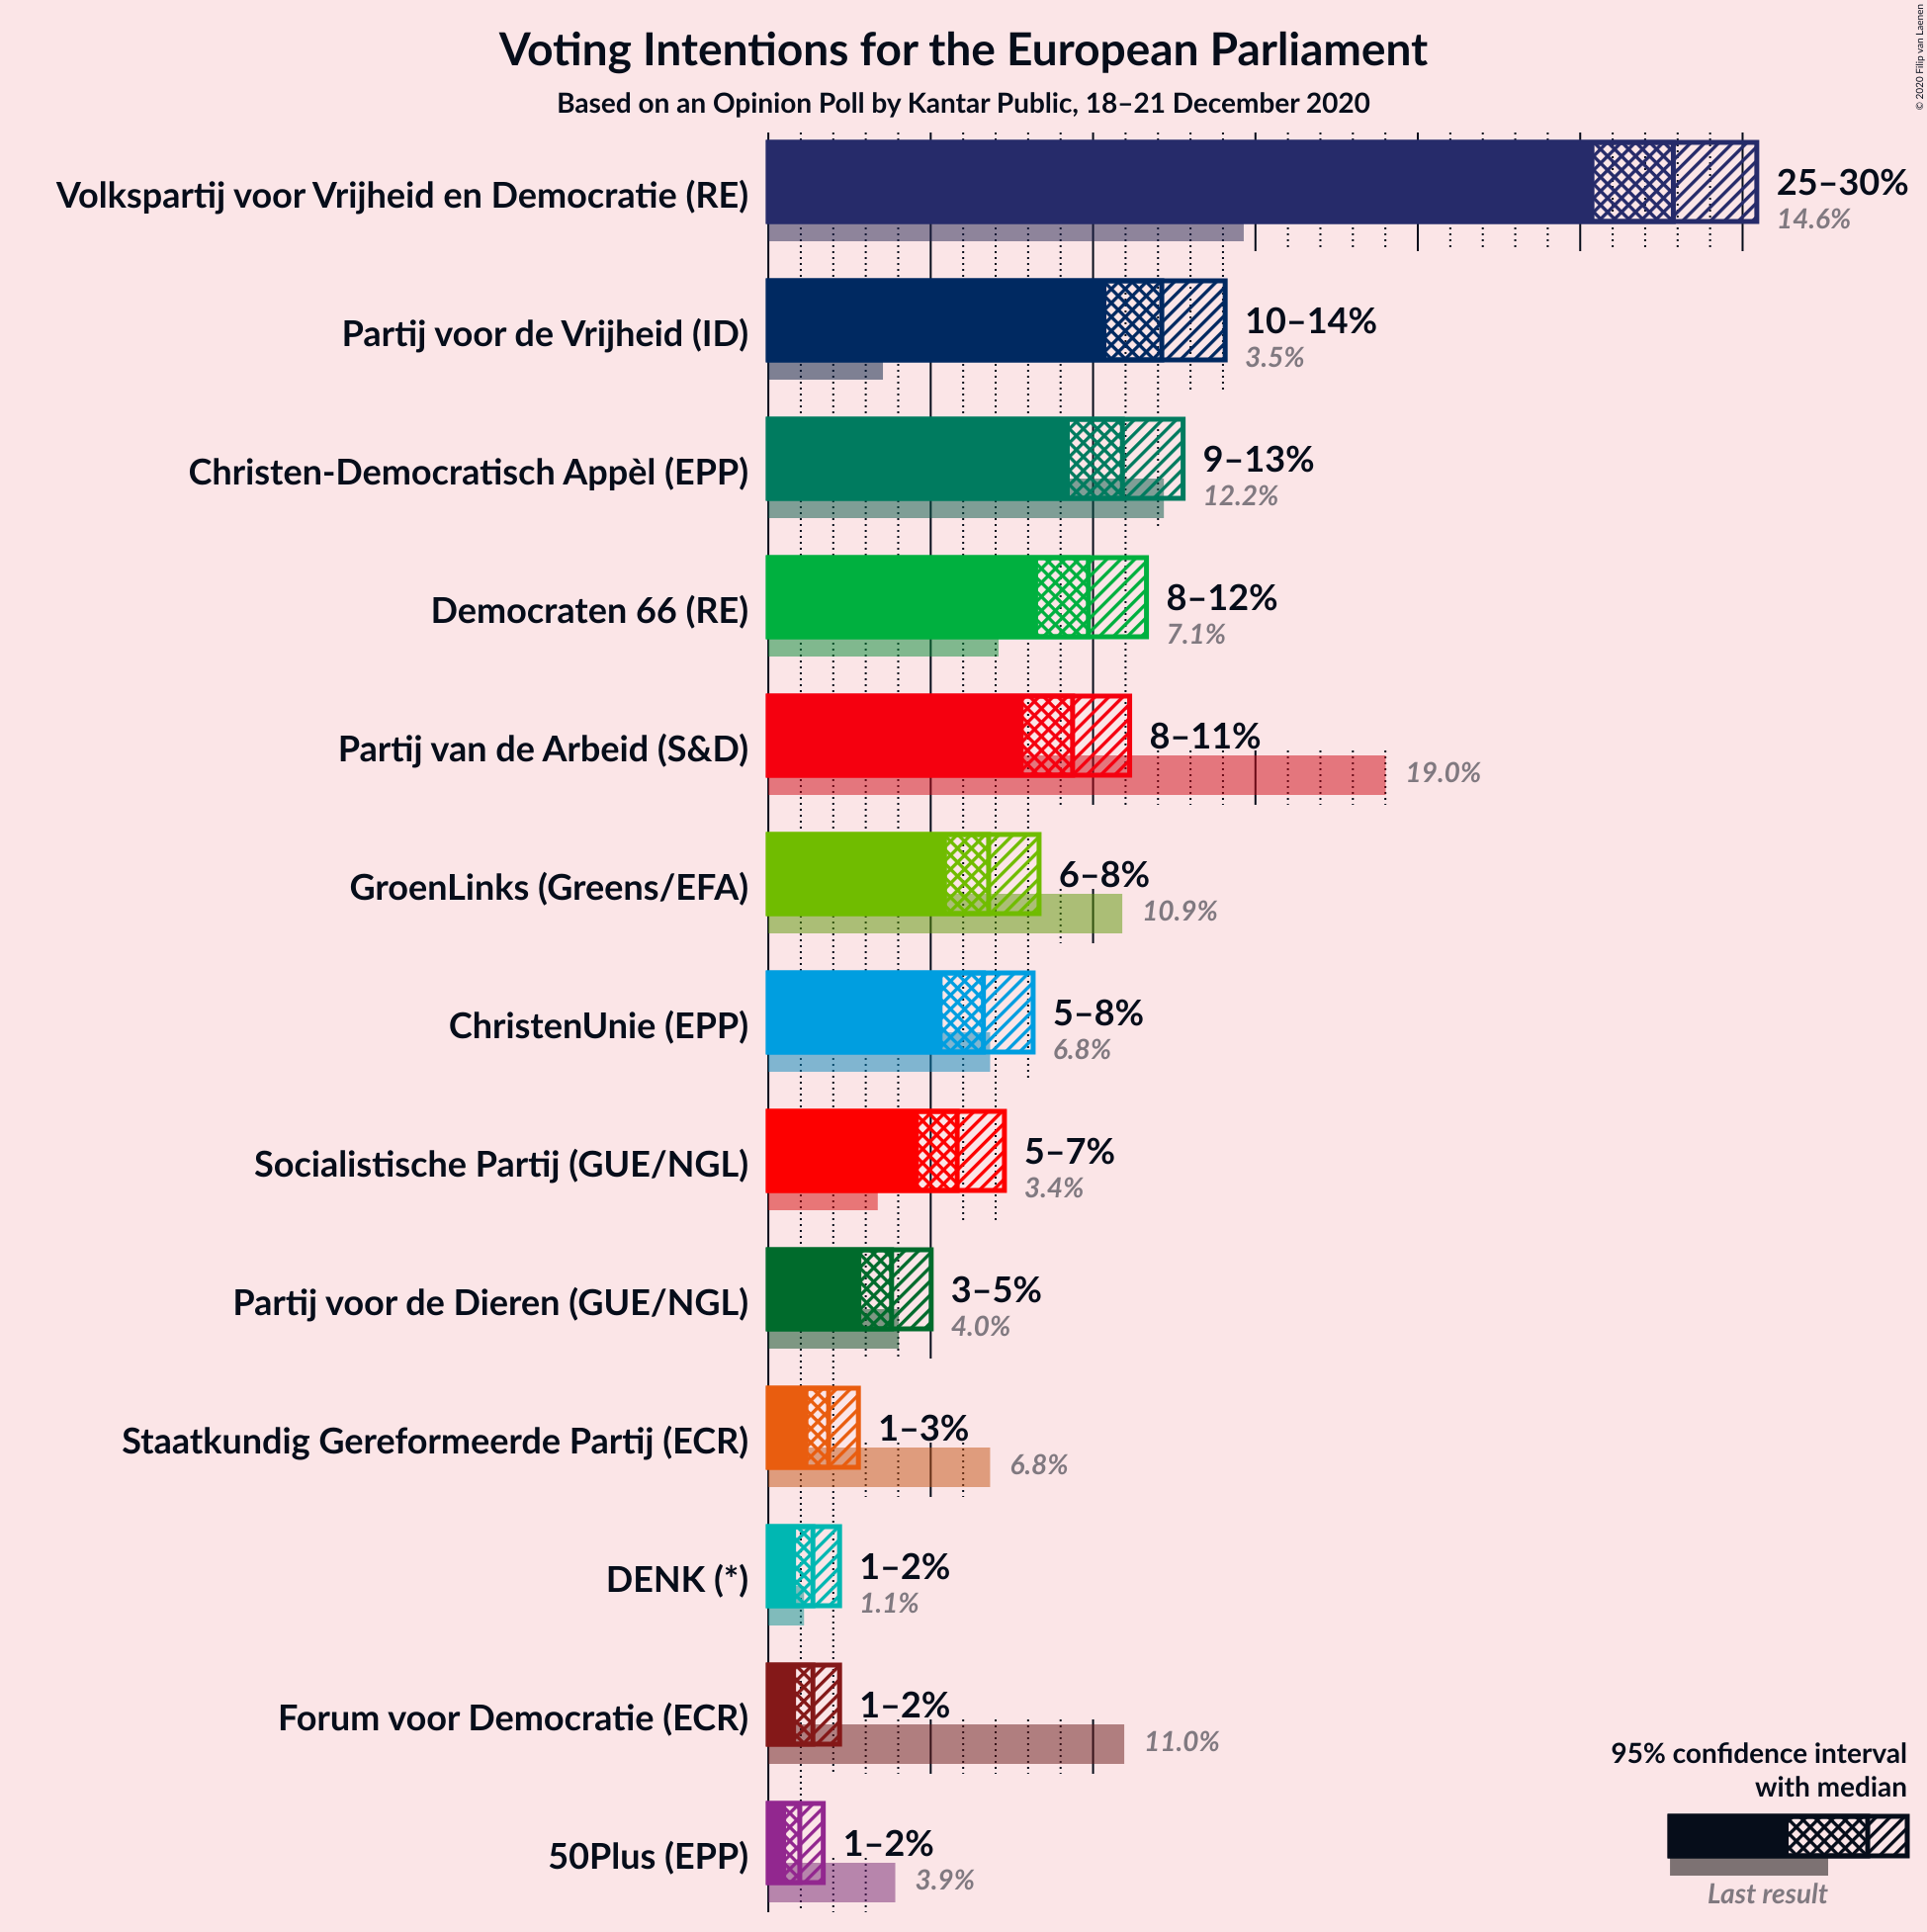 © 2020 Filip van Laenen
Voting Intentions for the European Parliament
Based on an Opinion Poll by Kantar Public, 18–21 December 2020
Volkspartij voor Vrijheid en Democratie (RE)
25–30%
14.6%
Partij voor de Vrijheid (ID)
10–14%
3.5%
Christen-Democratisch Appèl (EPP)
9–13%
12.2%
Democraten 66 (RE)
8–12%
7.1%
Partij van de Arbeid (S&D)
8–11%
19.0%
GroenLinks (Greens/EFA)
6–8%
10.9%
ChristenUnie (EPP)
5–8%
6.8%
Socialistische Partij (GUE/NGL)
5–7%
3.4%
Partij voor de Dieren (GUE/NGL)
3–5%
4.0%
Staatkundig Gereformeerde Partij (ECR)
1–3%
6.8%
DENK (*)
1–2%
1.1%
Forum voor Democratie (ECR)
1–2%
11.0%
50Plus (EPP)
1–2%
3.9%
95% confidence interval
with median
Last result